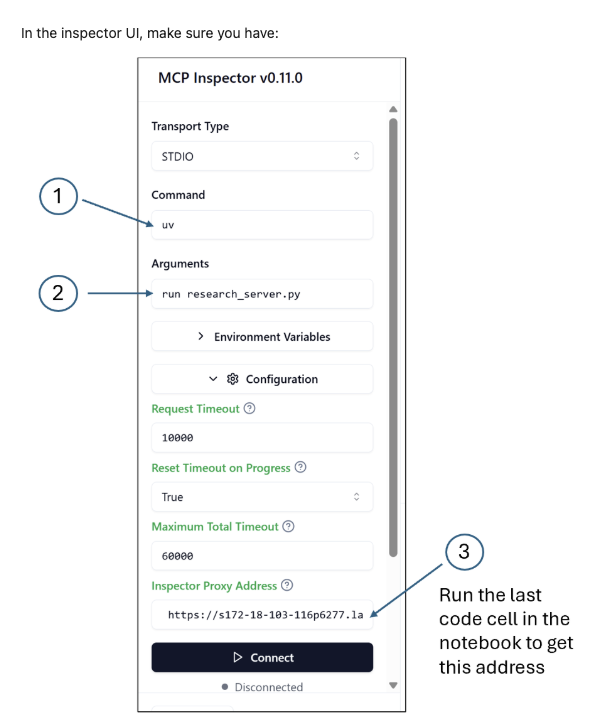 In the inspector UI, make sure you have:
MCP Inspector v0.11.0
Transport Type
STDIO
1
Command
uv
Arguments
2
run research_server.py
Environment Variables
Configuration
Request Timeout
10000
Reset Timeout on Progress
True
Maximum Total Timeout
60000
3
Inspector Proxy Address
https://s172-18-103-116p6277.la
Run the last
code cell in the
notebook to get
this address
Connect
Disconnected